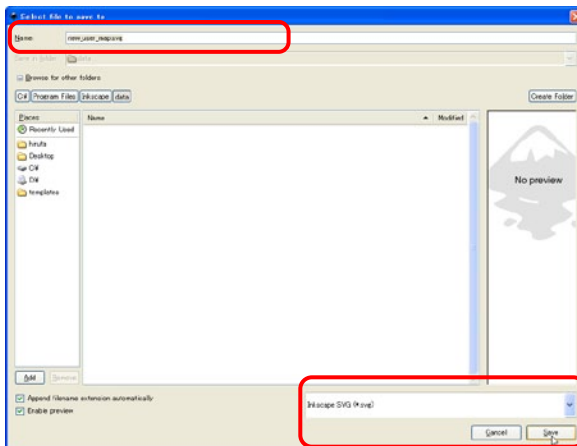 Select file to save to
Name: new_user_map.svg
Save in folder: data
Browse for other folders
C:¥ Program Files Inkscape data Create Folder
Places Name Modified
Recently Used
Desktop
C:¥
D:¥
templates
No preview
Add Remove
Append filename extension automatically
Enable preview
Inkscape SVG (*.svg)
Cancel Save